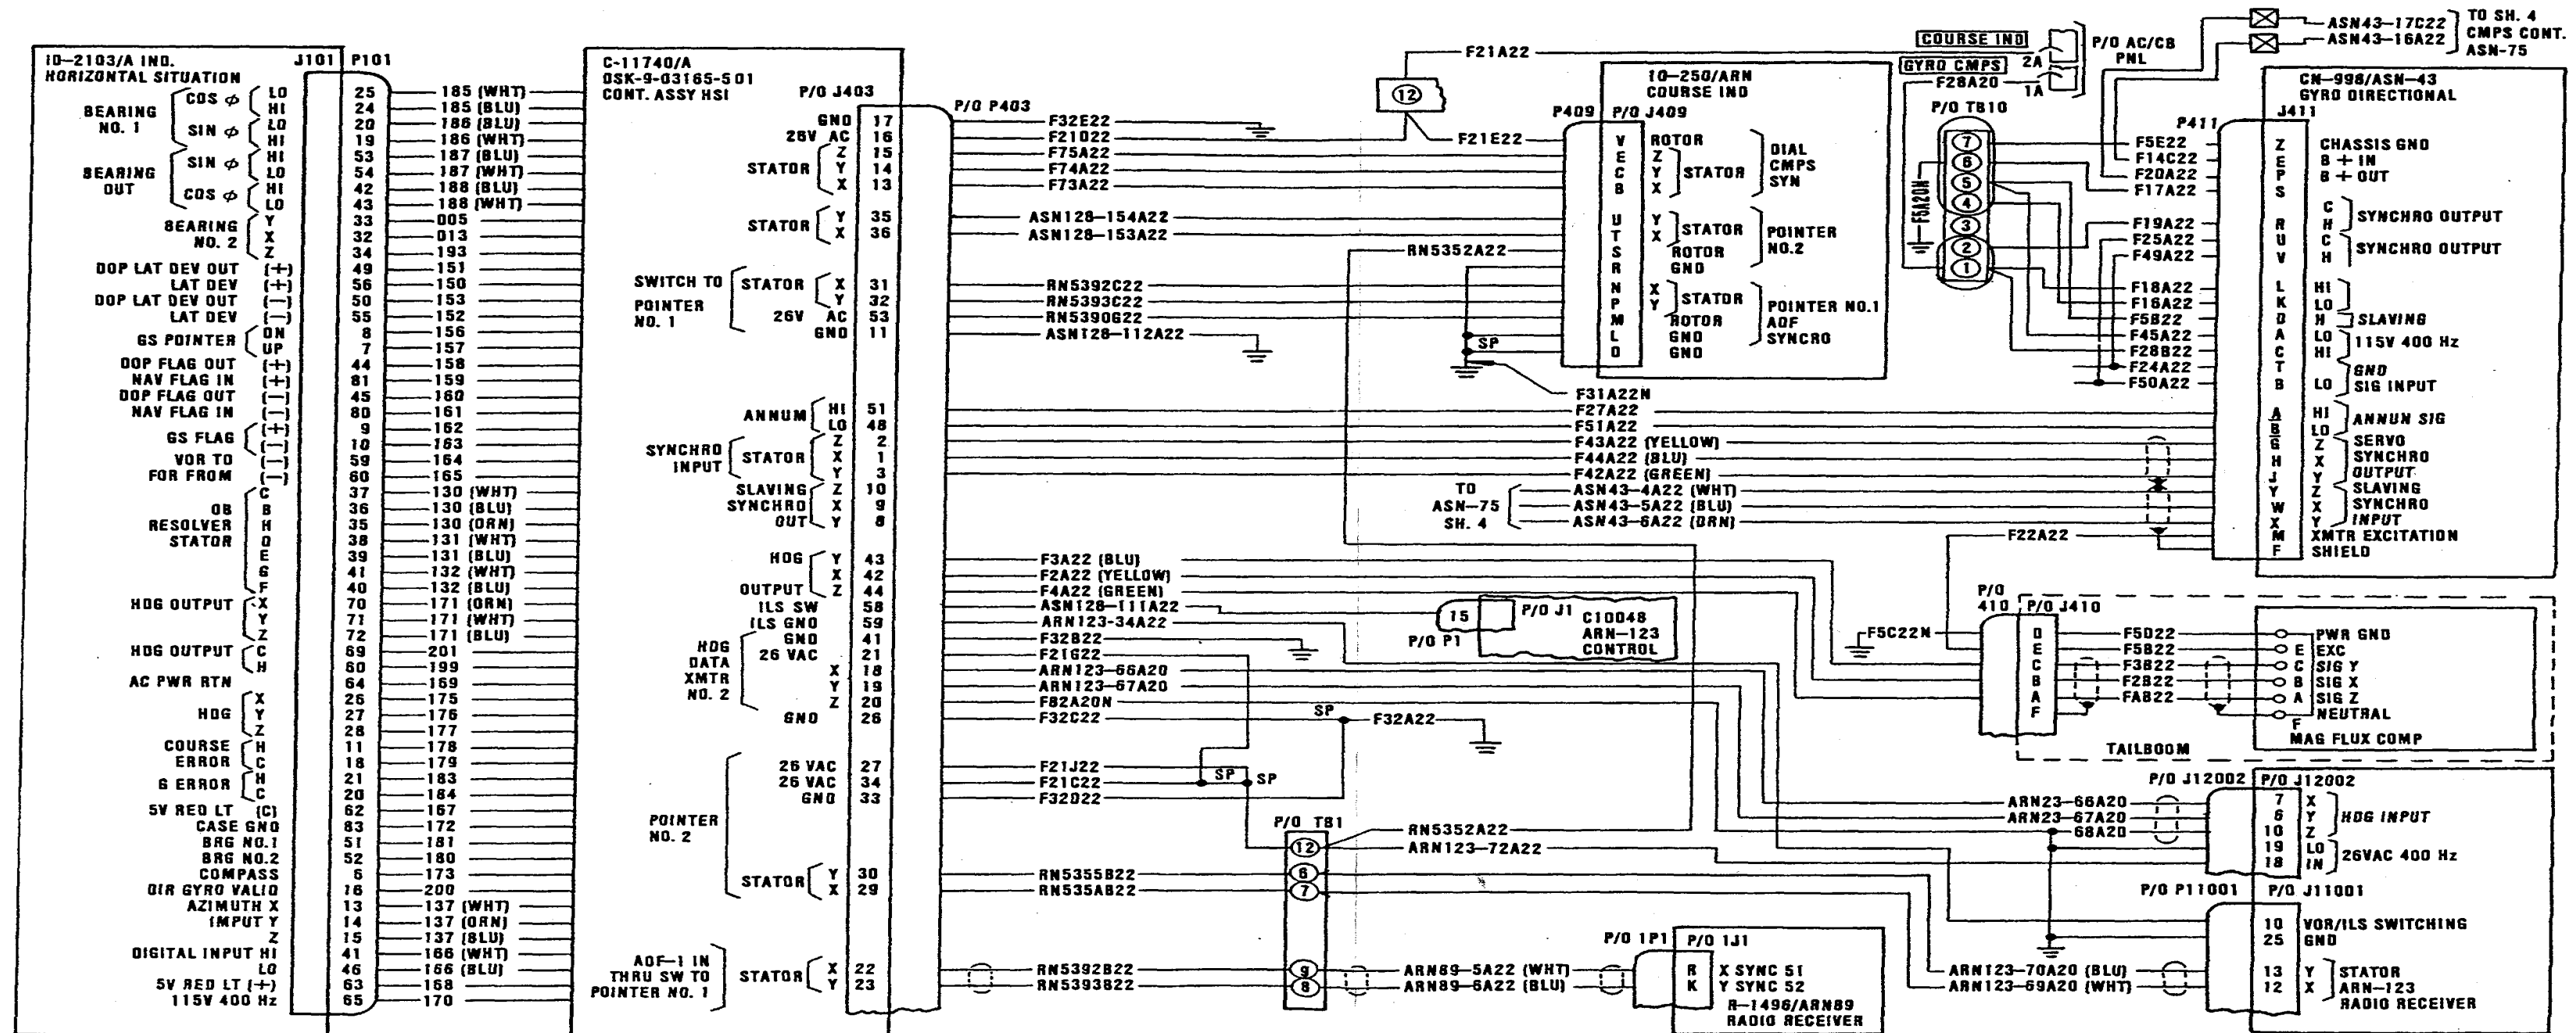 ID-2103/A IND.
HORIZONTAL SITUATION
J101 P101
BEARING NO. 1
COS φ LO 25 185 (WHT)
HI 24 185 (BLU)
SIN φ LO 20 186 (BLU)
HI 19 186 (WHT)
BEARING OUT
SIN φ HI 53 187 (BLU)
LO 54 187 (WHT)
COS φ HI 42 188 (BLU)
LO 43 188 (WHT)
BEARING NO. 2
Y 33 005
X 32 013
Z 34 193
DOP LAT DEV OUT (+) 49 151
LAT DEV (+) 56 150
DOP LAT DEV OUT (-) 50 153
LAT DEV (-) 55 152
GS POINTER DN 8 156
UP 7 157
DOP FLAG OUT (+) 44 158
NAV FLAG IN (+) 81 159
DOP FLAG OUT (-) 45 160
NAV FLAG IN (-) 80 161
GS FLAG (+) 9 162
(-) 10 163
VOR TO (-) 59 164
FOR FROM (-) 60 165
OB RESOLVER STATOR
C 37 130 (WHT)
B 36 130 (BLU)
H 35 130 (ORN)
D 38 131 (WHT)
E 39 131 (BLU)
G 41 132 (WHT)
F 40 132 (BLU)
HDG OUTPUT X 70 171 (ORN)
Y 71 171 (WHT)
Z 72 171 (BLU)
HDG OUTPUT C 69 201
H 60 199
AC PWR RTN 64 169
HDG X 26 175
Y 27 176
Z 28 177
COURSE ERROR H 11 178
C 18 179
G ERROR H 21 183
C 20 184
5V RED LT (C) 62 167
CASE GND 83 172
BRG NO.1 51 181
BRG NO.2 52 180
COMPASS 6 173
DIR GYRO VALID 16 200
AZIMUTH X 13 137 (WHT)
IMPUT Y 14 137 (ORN)
Z 15 137 (BLU)
DIGITAL INPUT HI 41 166 (WHT)
LO 46 166 (BLU)
5V RED LT (+) 63 168
115V 400 Hz 65 170
C-11740/A
DSK-9-03165-501
CONT. ASSY HSI
P/O J403
P/O P403
GND 17 F32E22
26V AC 16 F21D22
STATOR Z 15 F75A22
Y 14 F74A22
X 13 F73A22
STATOR Y 35 ASN128-154A22
X 36 ASN128-153A22
SWITCH TO POINTER NO. 1
STATOR X 31 RN5392C22
Y 32 RN5393C22
26V AC 53 RN5390G22
GND 11 ASN128-112A22
ANNUM HI 51 F27A22
LO 48 F51A22
SYNCHRO INPUT STATOR
Z 2 F43A22 (YELLOW)
X 1 F44A22 (BLU)
Y 3 F42A22 (GREEN)
SLAVING Z 10
SYNCHRO X 9
OUT Y 8
HDG OUTPUT
Y 43 F3A22 (BLU)
X 42 F2A22 (YELLOW)
Z 44 F4A22 (GREEN)
ILS SW 58 ASN128-111A22
ILS GND 59 ARN123-34A22
HDG DATA XMTR NO. 2
GND 41 F32B22
26 VAC 21 F21G22
X 18 ARN123-66A20
Y 19 ARN123-67A20
Z 20 F82A20N
GND 26 F32C22
SP F32A22
POINTER NO. 2
26 VAC 27 F21J22
26 VAC 34 F21C22
SP SP
GND 33 F32D22
STATOR Y 30 RN5355B22
X 29 RN535AB22
ADF-1 IN THRU SW TO POINTER NO. 1
STATOR X 22 RN5392B22
Y 23 RN5393B22
P/O TB1
12 RN5352A22
ARN123-72A22
6
7
9 ARN89-5A22 (WHT)
8 ARN89-6A22 (BLU)
P/O 1P1 P/O 1J1
R X SYNC 51
K Y SYNC 52
R-1496/ARN89
RADIO RECEIVER
F21A22
12
F21E22
ID-250/ARN
COURSE IND
P409 P/O J409
V ROTOR
E Z
C Y STATOR
B X
DIAL CMPS SYN
U Y
T X STATOR
S ROTOR
R GND
POINTER NO.2
N X
P Y STATOR
M ROTOR
L GND
D GND
POINTER NO.1
ADF
SYNCRO
RN5352A22
SP
F31A22N
TO ASN-75 SH. 4
ASN43-4A22 (WHT)
ASN43-5A22 (BLU)
ASN43-6A22 (ORN)
15
P/O P1
P/O J1
C10048
ARN-123
CONTROL
COURSE IND
2A
GYRO CMPS
F28A20
1A
P/O AC/CB
PNL
ASN43-17C22
ASN43-16A22
TO SH. 4
CMPS CONT.
ASN-75
P/O TB10
7
6
5
4
3
2
1
F5A20N
CN-998/ASN-43
GYRO DIRECTIONAL
P411 J411
F5E22 Z CHASSIS GND
F14C22 E B + IN
F20A22 P B + OUT
F17A22 S
C
F19A22 R H SYNCHRO OUTPUT
F25A22 U C
F49A22 V H SYNCHRO OUTPUT
F18A22 L HI
F16A22 K LO
F5B22 D H SLAVING
F45A22 A LO
F28B22 C HI 115V 400 Hz
F24A22 T GND
F50A22 B LO SIG INPUT
A HI
B LO ANNUN SIG
G Z SERVO
H X SYNCHRO
J Y OUTPUT
Y Z SLAVING
W X SYNCHRO
X Y INPUT
F22A22 M XMTR EXCITATION
F SHIELD
P/O 410 P/O J410
F5C22N
D F5D22 PWR GND
E F5B22 E EXC
C F3B22 C SIG Y
B F2B22 B SIG X
A FAB22 A SIG Z
F NEUTRAL
F
MAG FLUX COMP
TAILBOOM
P/O J12002 P/O J12002
ARN23-66A20 7 X
ARN23-67A20 6 Y HDG INPUT
68A20 10 Z
19 LO
18 IN 26VAC 400 Hz
P/O P11001 P/O J11001
10 VOR/ILS SWITCHING
25 GND
ARN123-70A20 (BLU) 13 Y STATOR
ARN123-69A20 (WHT) 12 X ARN-123
RADIO RECEIVER